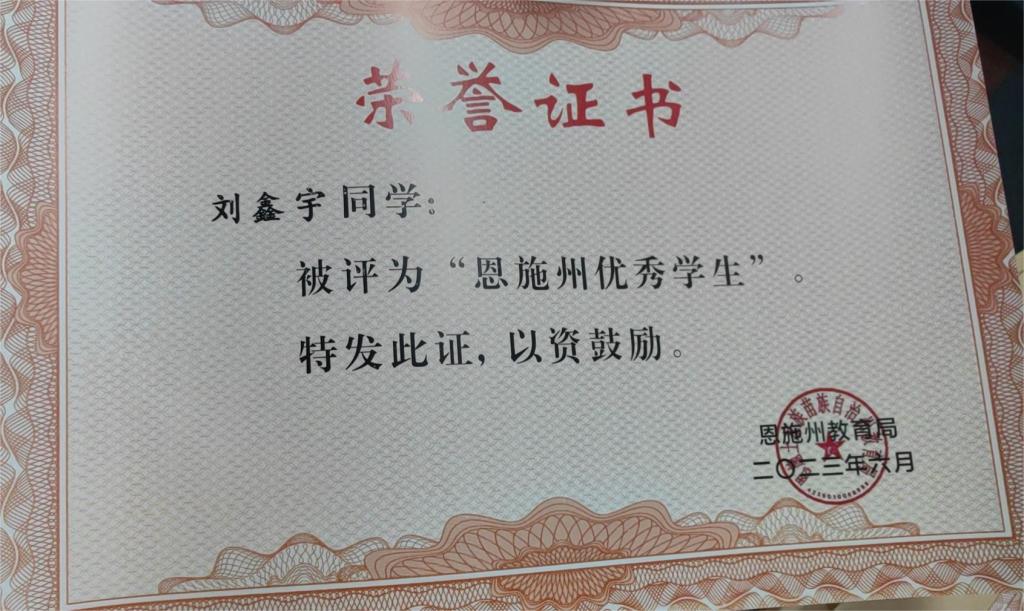 荣誉证书
刘鑫宇同学:
被评为“恩施州优秀学生”。
特发此证,以资鼓励。
恩施州教育局
二〇二三年六月